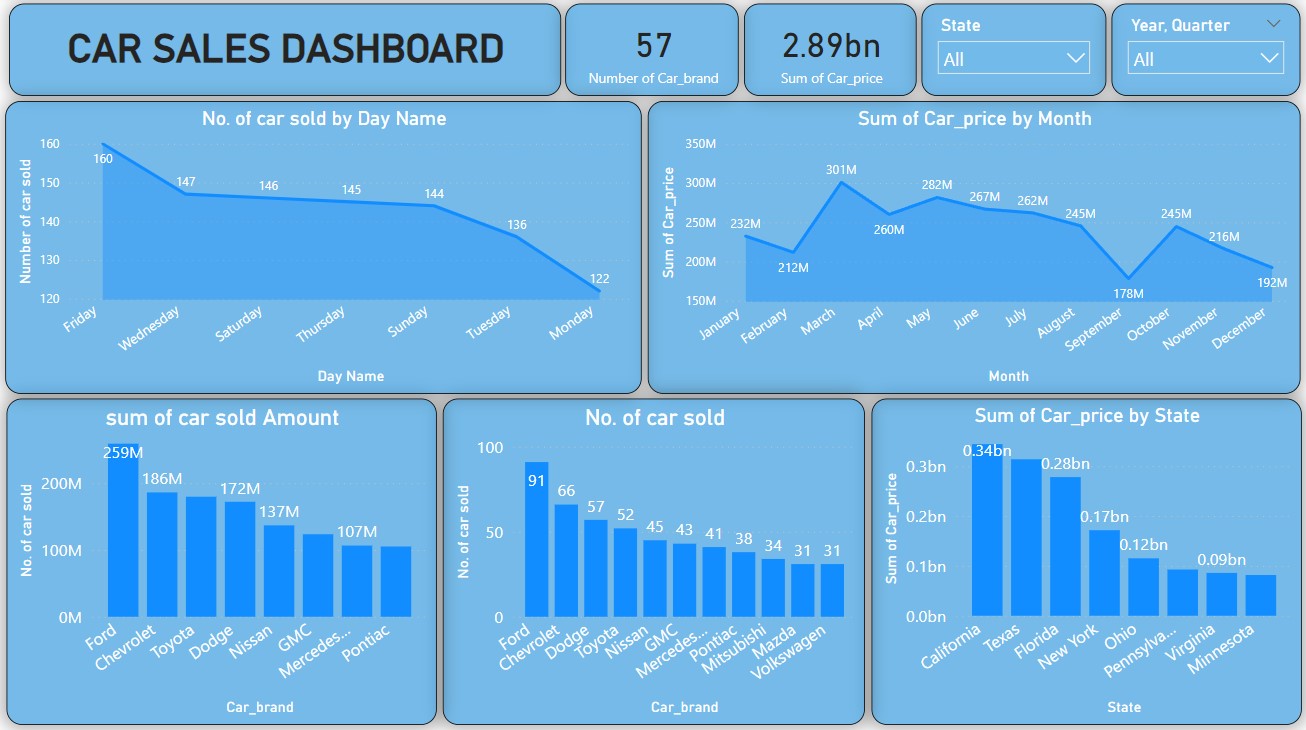 CAR SALES DASHBOARD
57
Number of Car_brand
2.89bn
Sum of Car_price
State
All
Year, Quarter
All
No. of car sold by Day Name
Number of car sold
160
150
140
130
120
160
147
146
145
144
136
122
Friday
Wednesday
Saturday
Thursday
Sunday
Tuesday
Monday
Day Name
Sum of Car_price by Month
Sum of Car_price
350M
300M
250M
200M
150M
232M
212M
301M
260M
282M
267M
262M
245M
178M
245M
216M
192M
January
February
March
April
May
June
July
August
September
October
November
December
Month
sum of car sold Amount
No. of car sold
200M
100M
0M
259M
186M
172M
137M
107M
Ford
Chevrolet
Toyota
Dodge
Nissan
GMC
Mercedes...
Pontiac
Car_brand
No. of car sold
No. of car sold
100
50
0
91
66
57
52
45
43
41
38
34
31
31
Ford
Chevrolet
Dodge
Toyota
Nissan
GMC
Mercedes...
Pontiac
Mitsubishi
Mazda
Volkswagen
Car_brand
Sum of Car_price by State
Sum of Car_price
0.3bn
0.2bn
0.1bn
0.0bn
0.34bn
0.28bn
0.17bn
0.12bn
0.09bn
California
Texas
Florida
New York
Ohio
Pennsylva...
Virginia
Minnesota
State